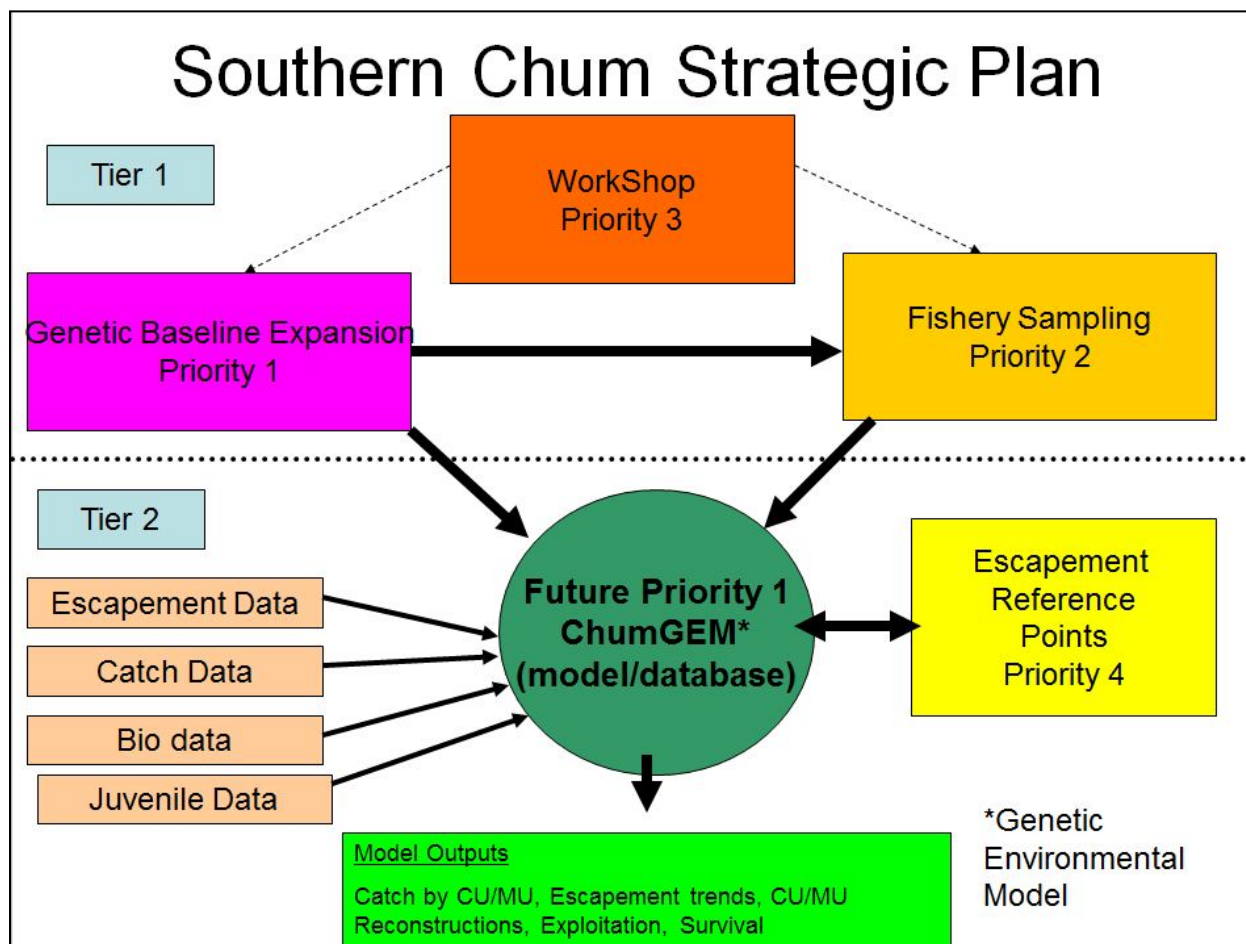 Southern Chum Strategic Plan
Tier 1
WorkShop
Priority 3
Genetic Baseline Expansion
Priority 1
Fishery Sampling
Priority 2
Tier 2
Escapement Data
Catch Data
Bio data
Juvenile Data
Future Priority 1
ChumGEM*
(model/database)
Escapement
Reference
Points
Priority 4
Model Outputs
Catch by CU/MU, Escapement trends, CU/MU
Reconstructions, Exploitation, Survival
*Genetic
Environmental
Model